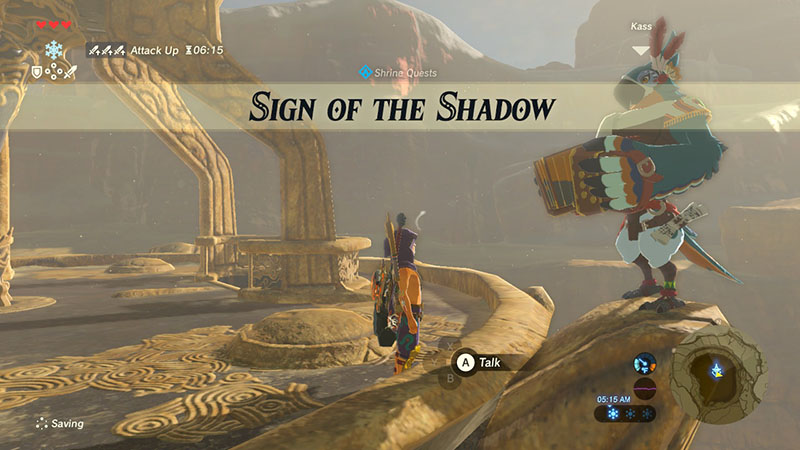 Kass
Attack Up 06:15
Shrine Quests
Sign of the Shadow
X
A Talk
B
05:15 AM
Saving